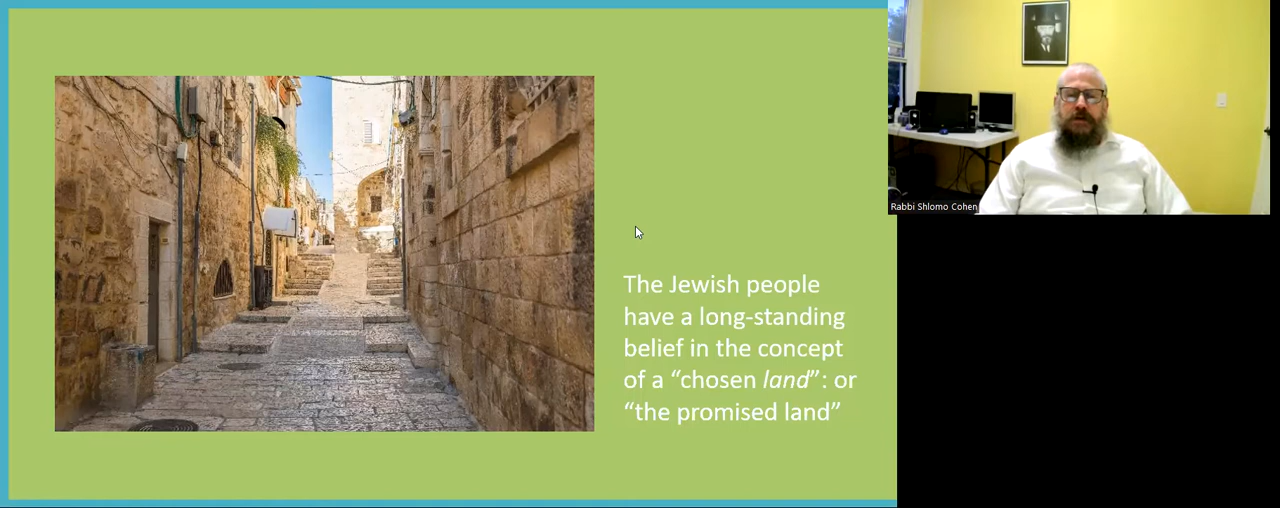 The Jewish people
have a long-standing
belief in the concept
of a “chosen land”: or
“the promised land”
Rabbi Shlomo Cohen